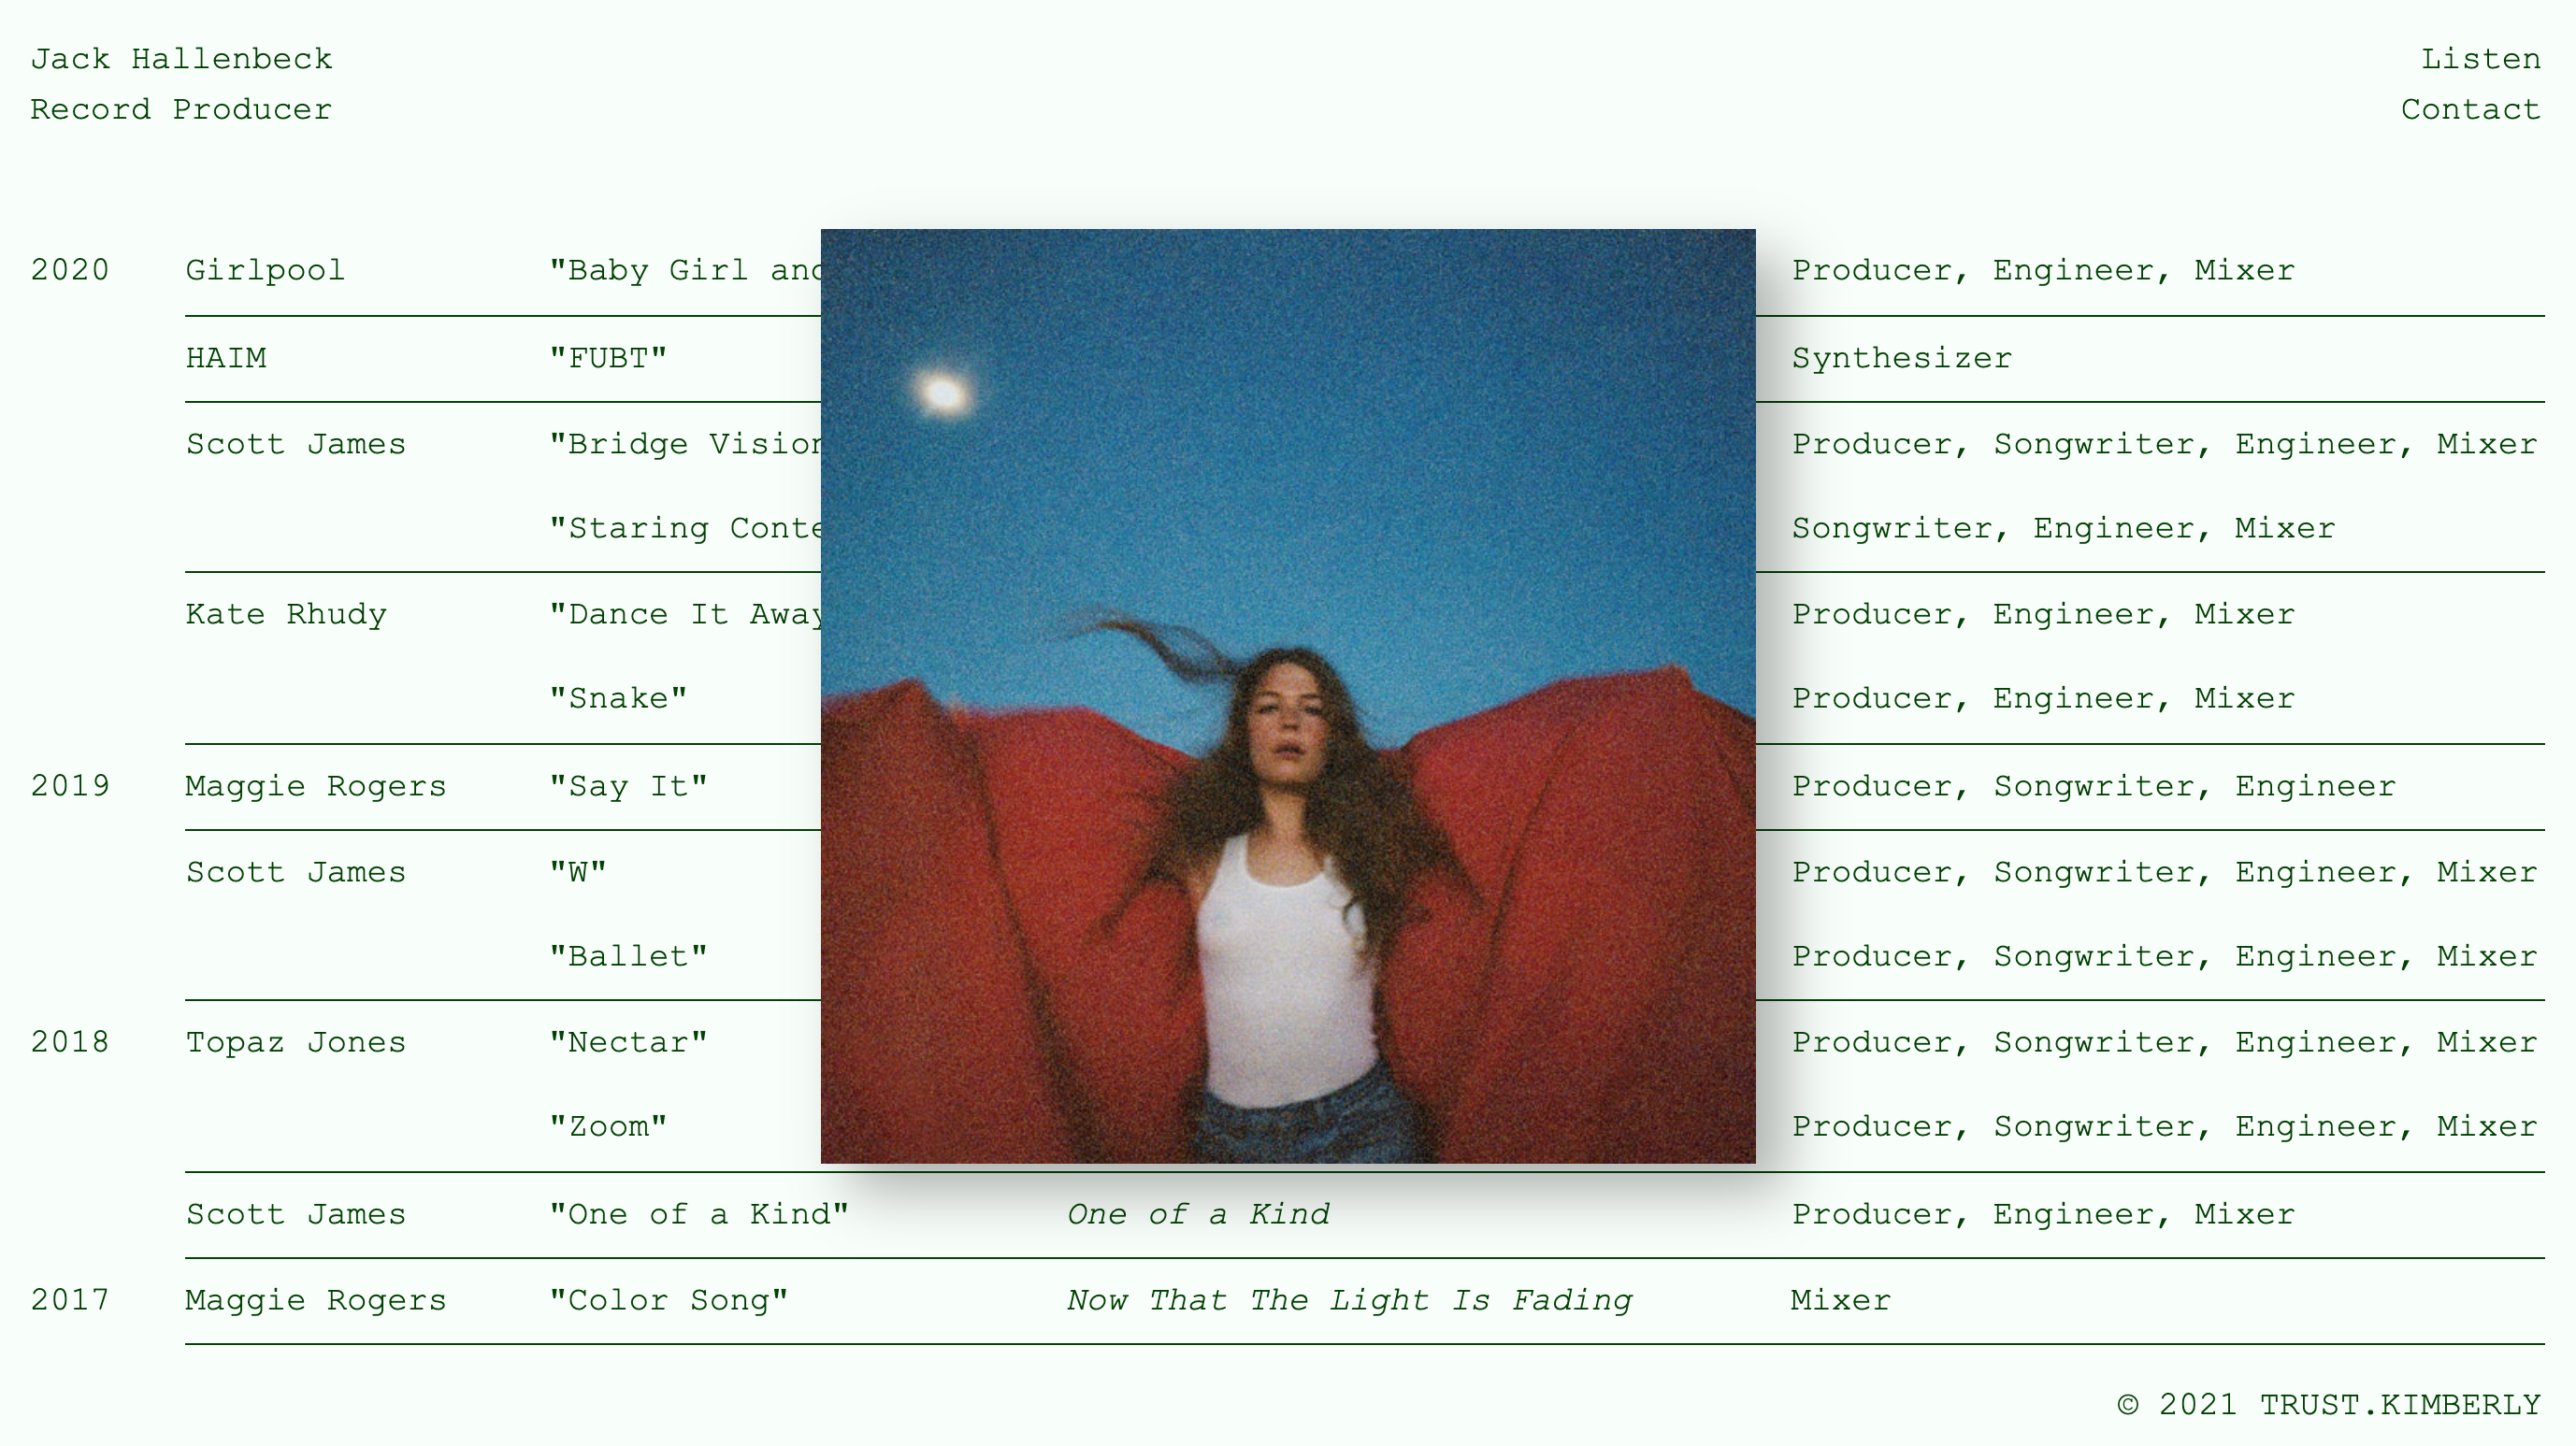 Jack Hallenbeck
Record Producer
Listen
Contact
2020 Girlpool "Baby Girl and Producer, Engineer, Mixer
HAIM "FUBT" Synthesizer
Scott James "Bridge Vision Producer, Songwriter, Engineer, Mixer
"Staring Songwriter, Engineer, Mixer
Kate Rhudy "Dance It Away Producer, Engineer, Mixer
"Snake" Producer, Engineer, Mixer
2019 Maggie Rogers "Say It" Producer, Songwriter, Engineer
Scott James "W" Producer, Songwriter, Engineer, Mixer
"Ballet" Producer, Songwriter, Engineer, Mixer
2018 Topaz Jones "Nectar" Producer, Songwriter, Engineer, Mixer
"Zoom" Producer, Songwriter, Engineer, Mixer
Scott James "One of a Kind" One of a Kind Producer, Engineer, Mixer
2017 Maggie Rogers "Color Song" Now That The Light Is Fading Mixer
© 2021 TRUST.KIMBERLY